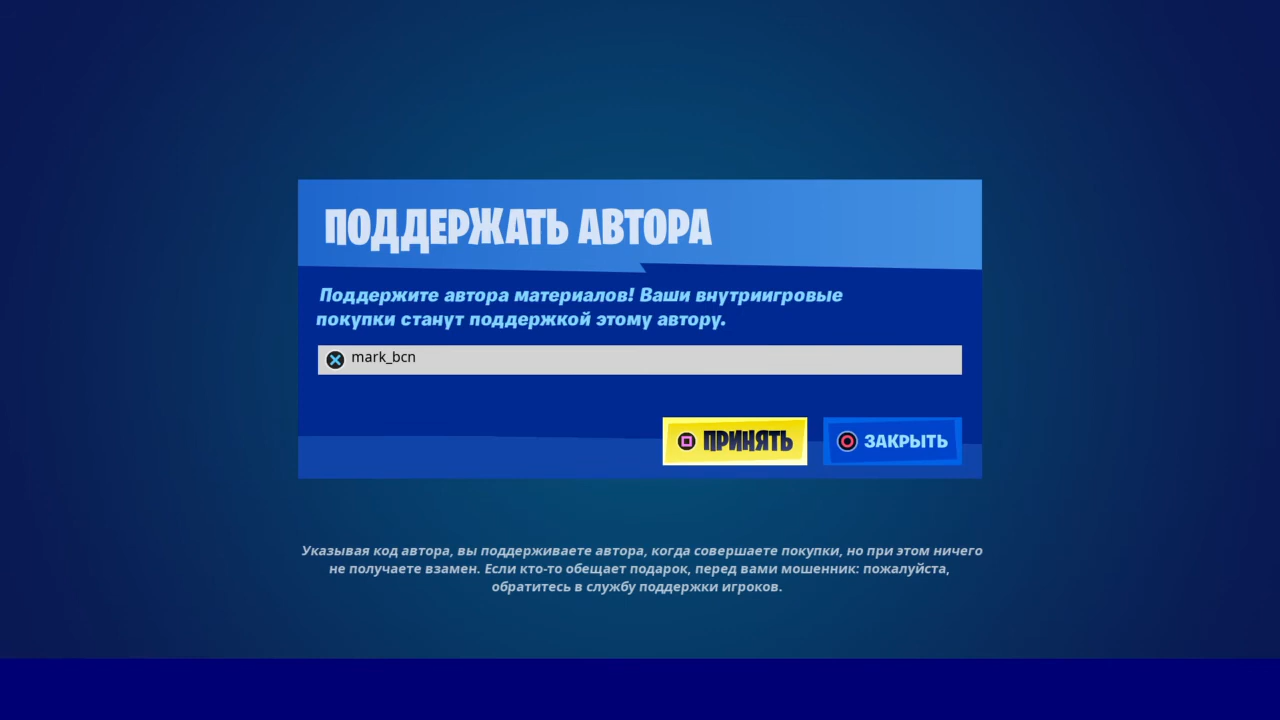 ПОДДЕРЖАТЬ АВТОРА
Поддержите автора материалов! Ваши внутриигровые
покупки станут поддержкой этому автору.
mark_bcn
ПРИНЯТЬ
ЗАКРЫТЬ
Указывая код автора, вы поддерживаете автора, когда совершаете покупки, но при этом ничего
не получаете взамен. Если кто-то обещает подарок, перед вами мошенник: пожалуйста,
обратитесь в службу поддержки игроков.